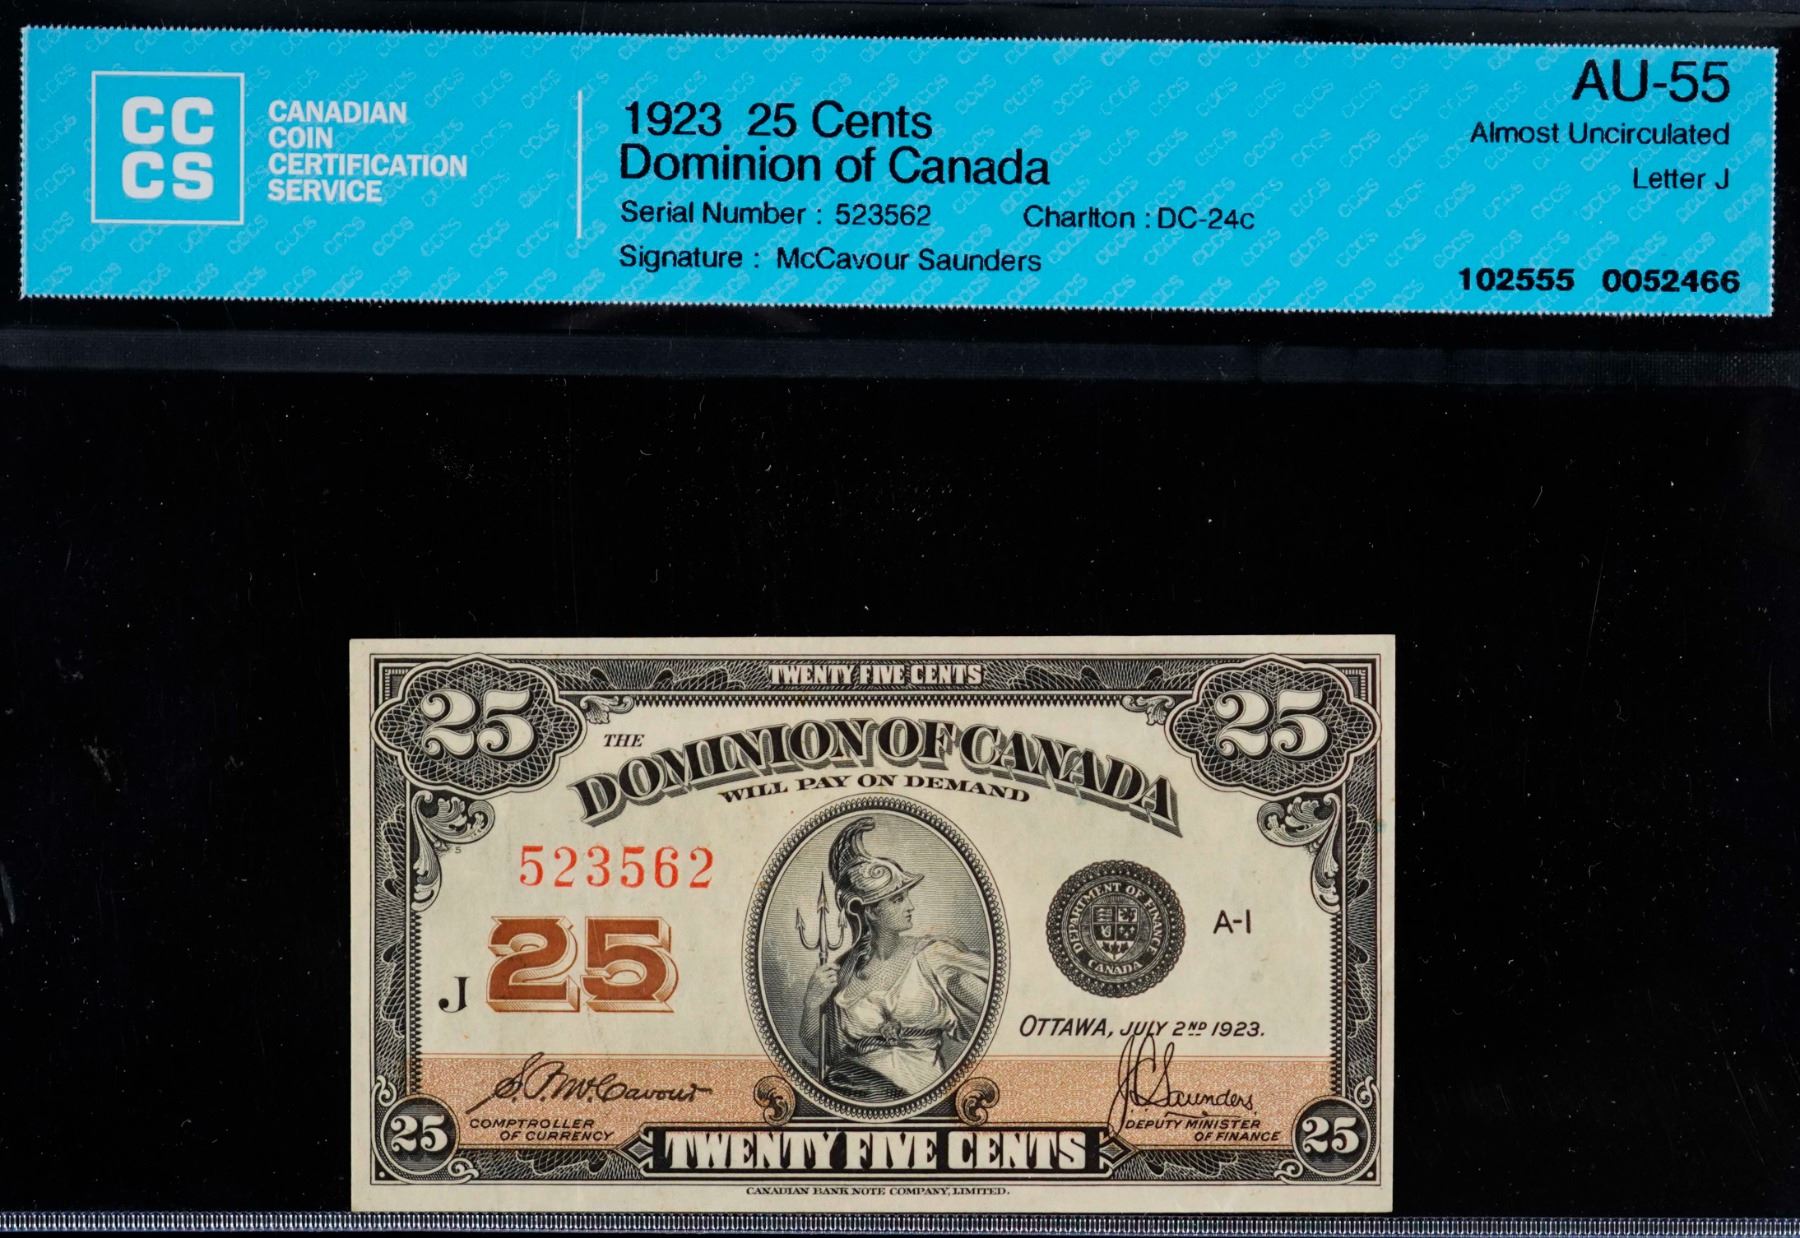 CC
CS
CANADIAN
COIN
CERTIFICATION
SERVICE
1923 25 Cents
Dominion of Canada
Serial Number : 523562 Charlton : DC-24c
Signature : McCavour Saunders
AU-55
Almost Uncirculated
Letter J
102555 0052466
TWENTY FIVE CENTS
25 25
THE
DOMINION OF CANADA
WILL PAY ON DEMAND
523562
DEPARTMENT OF FINANCE
CANADA
A-1
J 25
OTTAWA, JULY 2ND 1923.
S.P. McCavour
J.C. Saunders
COMPTROLLER
OF CURRENCY
DEPUTY MINISTER
OF FINANCE
25 25
TWENTY FIVE CENTS
CANADIAN BANK NOTE COMPANY, LIMITED.